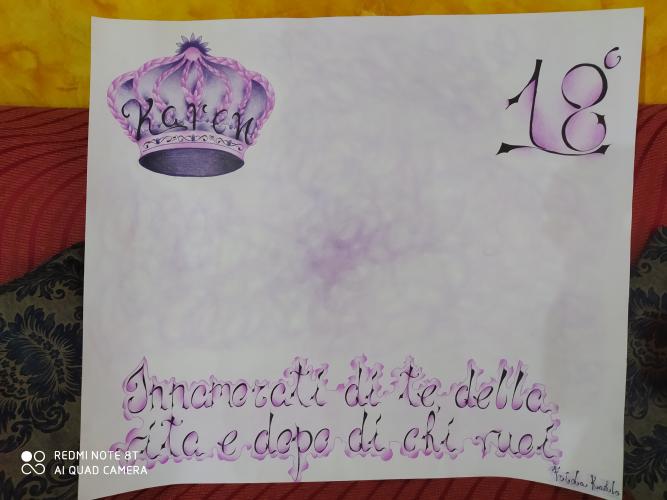 Karen
18°
Innamorati di te della
vita e dopo di chi vuoi
REDMI NOTE 8T
AI QUAD CAMERA